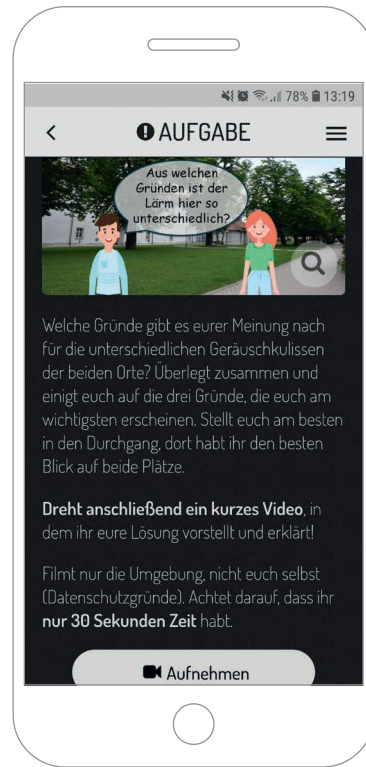 78% 13:19
AUFGABE
Aus welchen
Gründen ist der
Lärm hier so
unterschiedlich?
Welche Gründe gibt es eurer Meinung nach
für die unterschiedlichen Geräuschkulissen
der beiden Orte? Überlegt zusammen und
einigt euch auf die drei Gründe, die euch am
wichtigsten erscheinen. Stellt euch am besten
in den Durchgang, dort habt ihr den besten
Blick auf beide Plätze.
Dreht anschließend ein kurzes Video, in
dem ihr eure Lösung vorstellt und erklärt!
Filmt nur die Umgebung, nicht euch selbst
(Datenschutzgründe). Achtet darauf, dass ihr
nur 30 Sekunden Zeit habt.
Aufnehmen